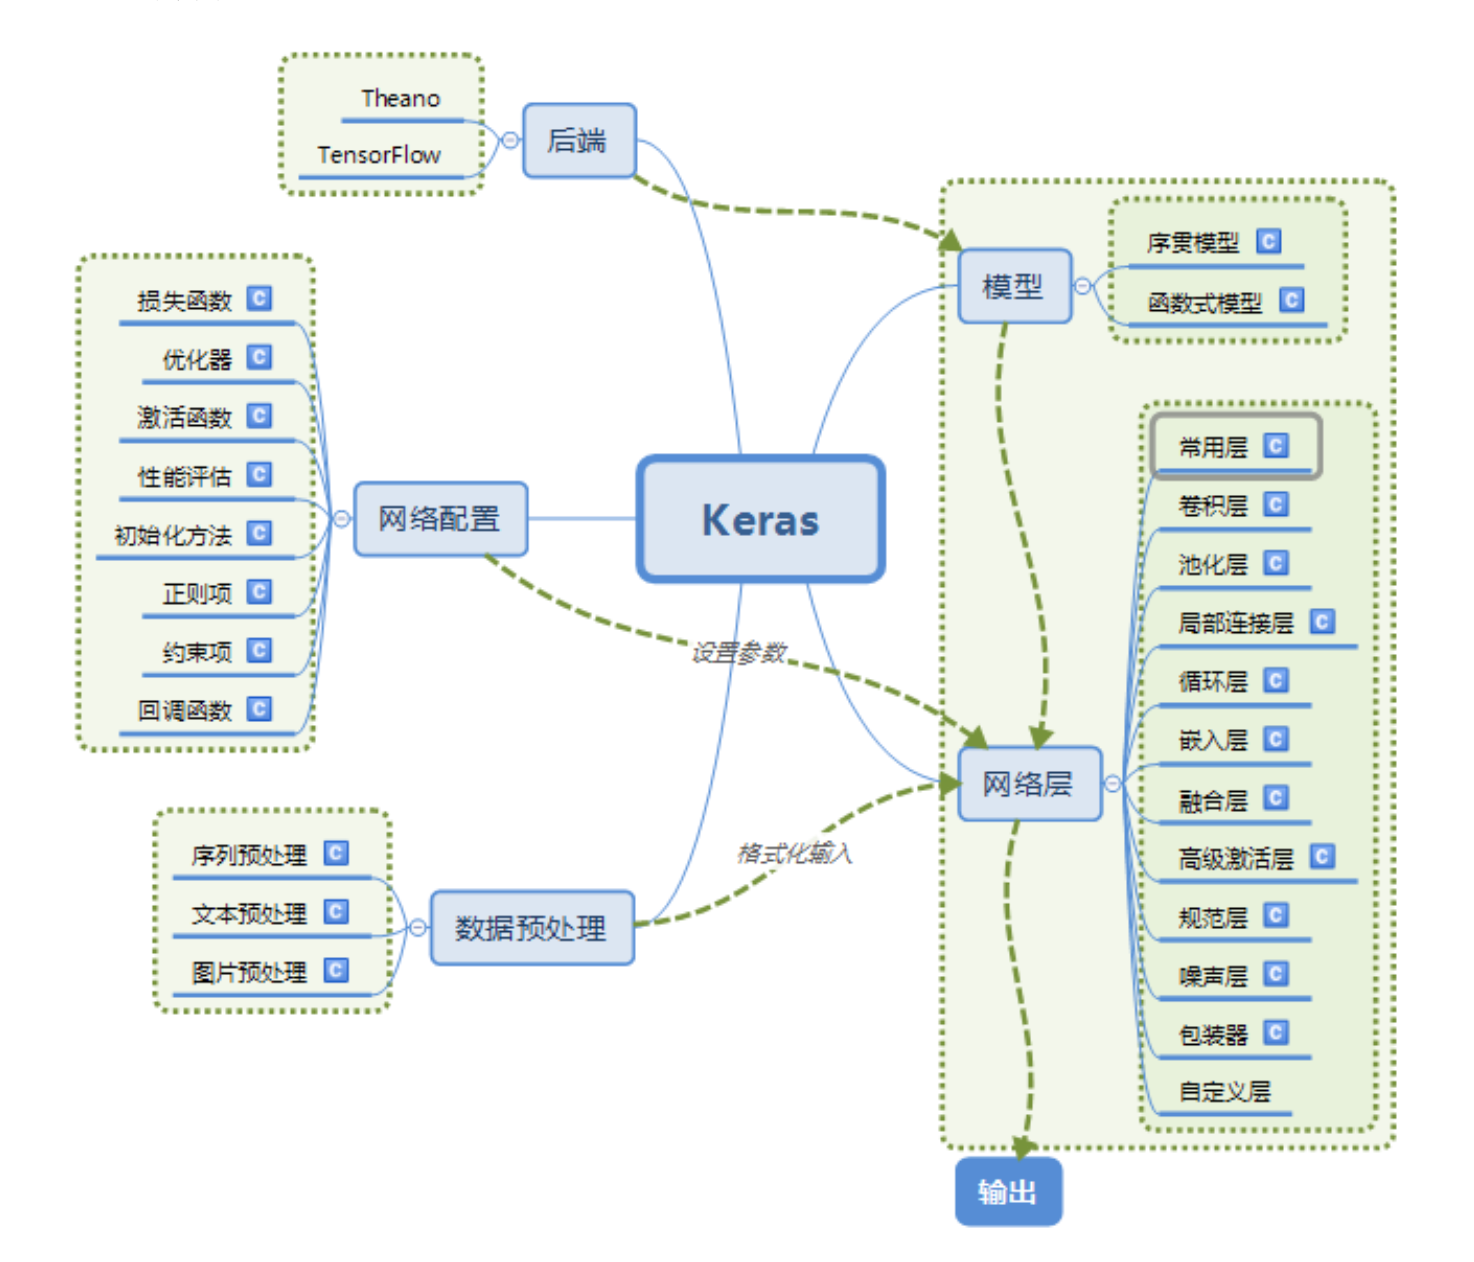 Theano
TensorFlow
后端
损失函数 C
优化器 C
激活函数 C
性能评估 C
初始化方法 C
正则项 C
约束项 C
回调函数 C
网络配置
序列预处理 C
文本预处理 C
图片预处理 C
数据预处理
Keras
设置参数
格式化输入
模型
序贯模型 C
函数式模型 C
网络层
常用层 C
卷积层 C
池化层 C
局部连接层 C
循环层 C
嵌入层 C
融合层 C
高级激活层 C
规范层 C
噪声层 C
包装器 C
自定义层
输出